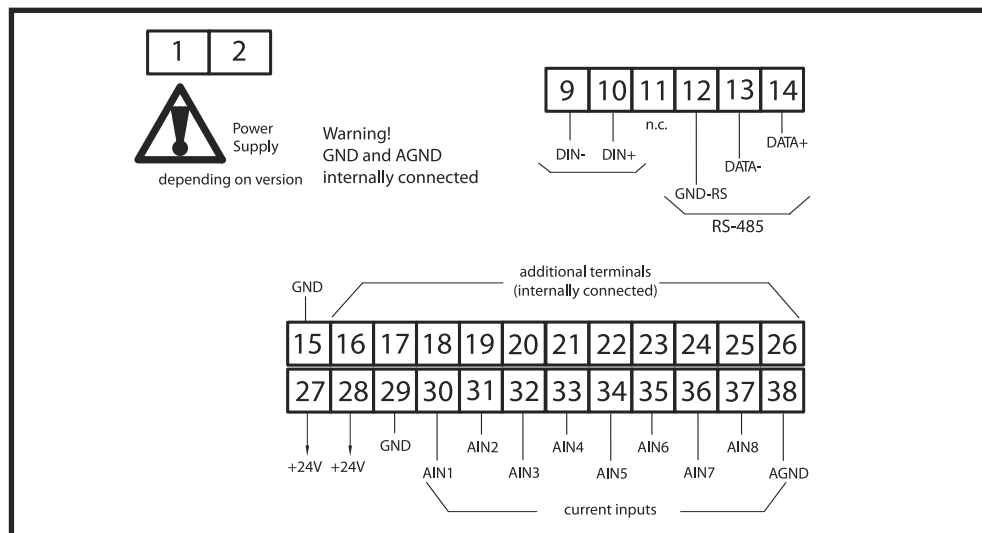 1 2
Power
Supply
depending on version
Warning!
GND and AGND
internally connected
9 10 11 12 13 14
n.c.
DIN- DIN+
DATA+
DATA-
GND-RS
RS-485
additional terminals
(internally connected)
GND
15 16 17 18 19 20 21 22 23 24 25 26
27 28 29 30 31 32 33 34 35 36 37 38
GND AIN2 AIN4 AIN6 AIN8
+24V +24V AIN1 AIN3 AIN5 AIN7 AGND
current inputs